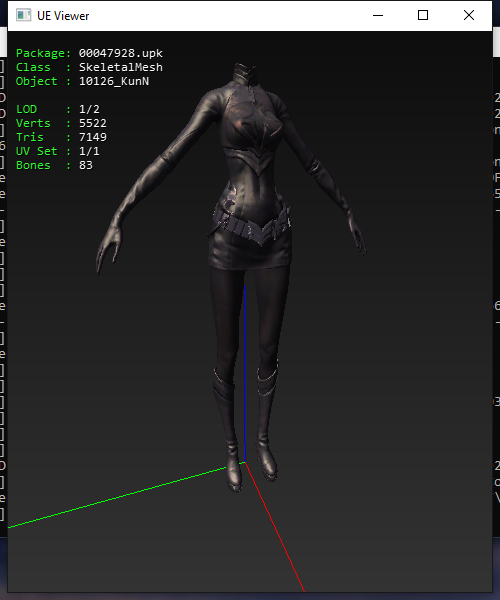 UE Viewer
Package: 00047928.upk
Class : SkeletalMesh
Object : 10126_KunN
LOD : 1/2
Verts : 5522
Tris : 7149
UV Set : 1/1
Bones : 83